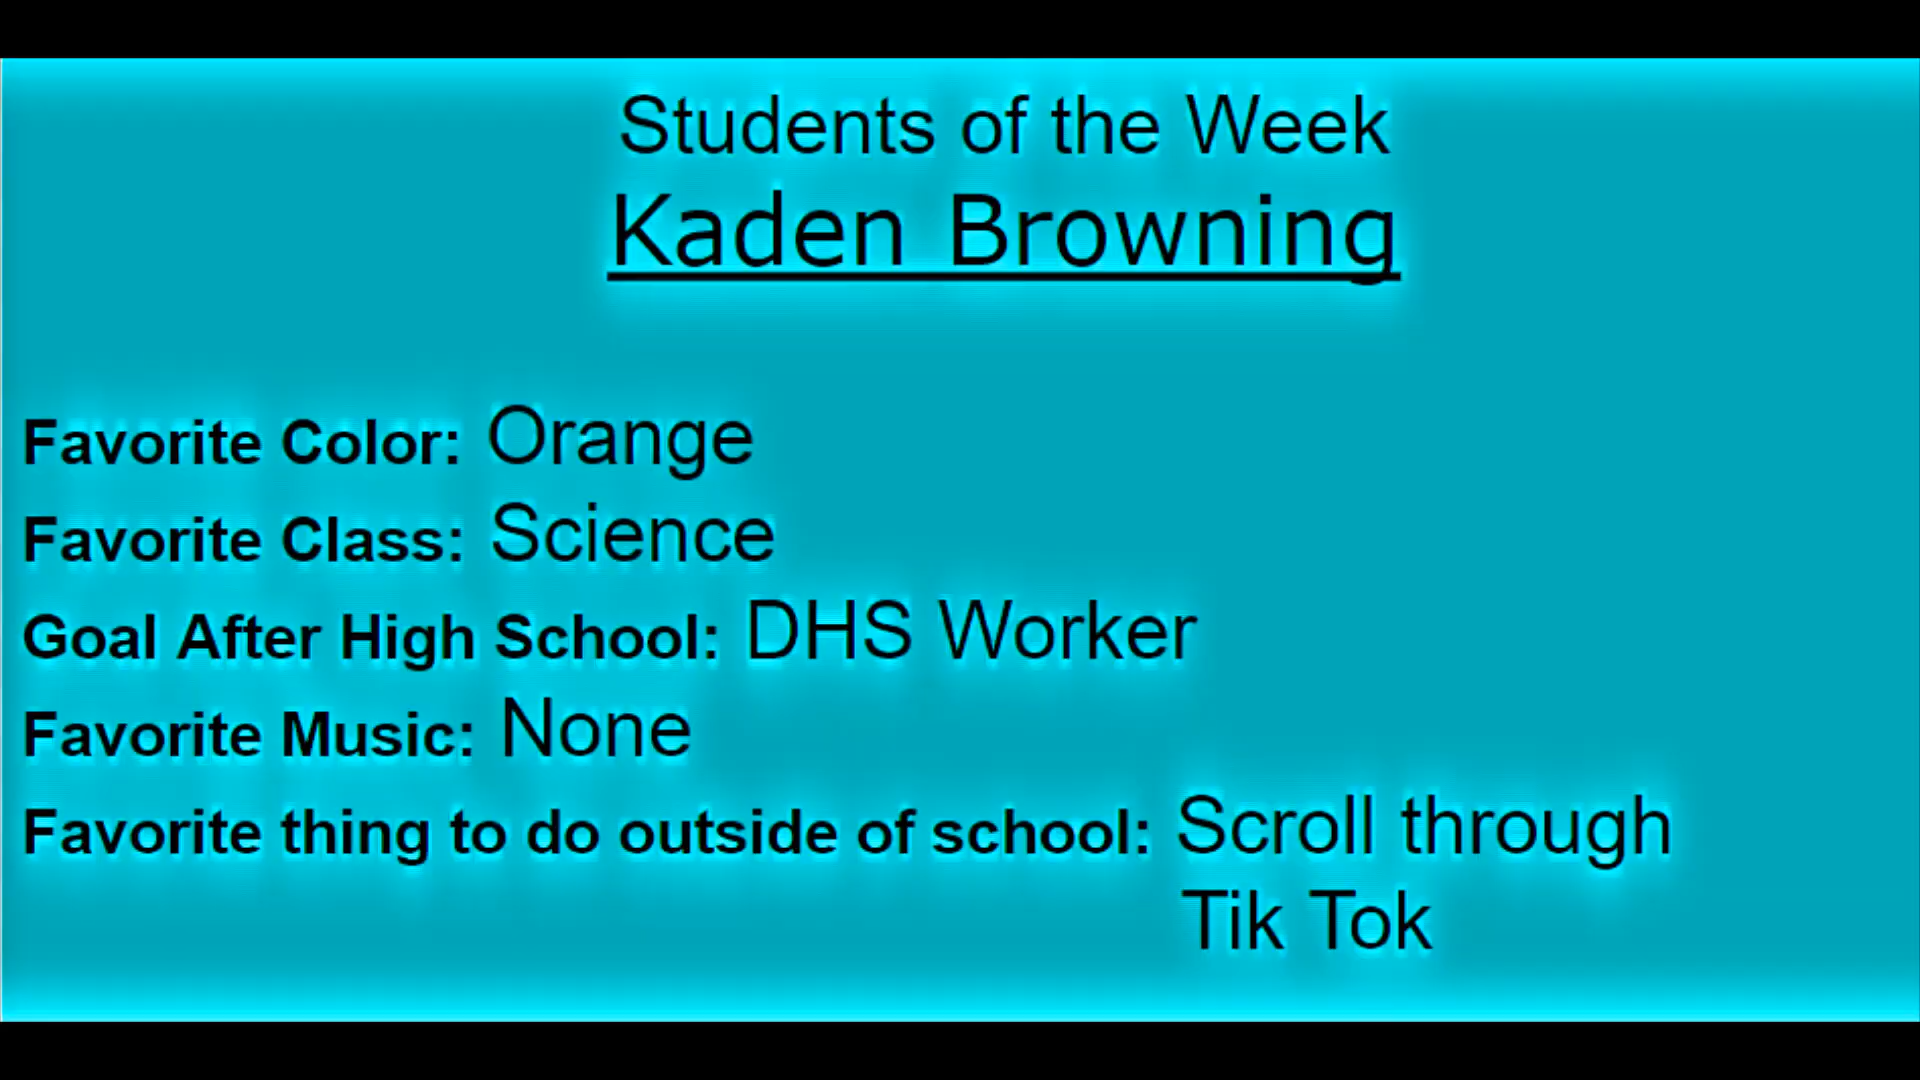 Students of the Week
Kaden Browning
Favorite Color: Orange
Favorite Class: Science
Goal After High School: DHS Worker
Favorite Music: None
Favorite thing to do outside of school: Scroll through
Tik Tok